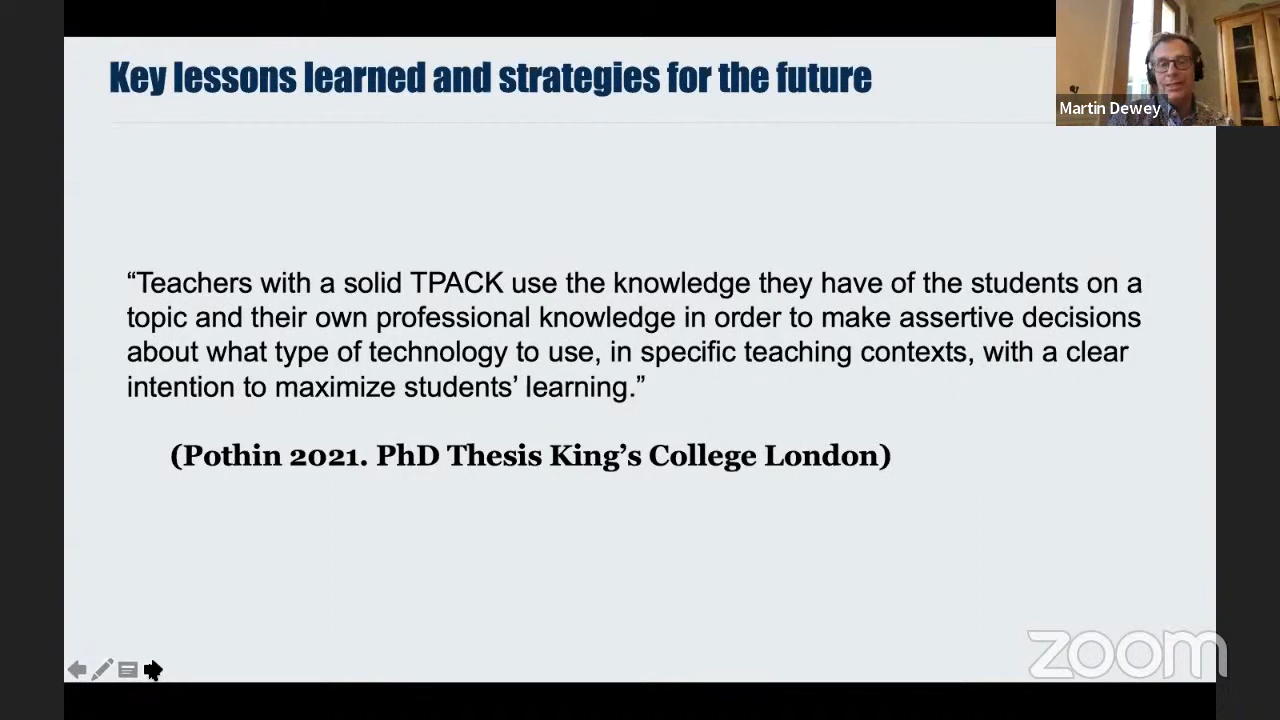 Key lessons learned and strategies for the future
Martin Dewey
“Teachers with a solid TPACK use the knowledge they have of the students on a
topic and their own professional knowledge in order to make assertive decisions
about what type of technology to use, in specific teaching contexts, with a clear
intention to maximize students’ learning.”
(Pothin 2021. PhD Thesis King’s College London)
zoom